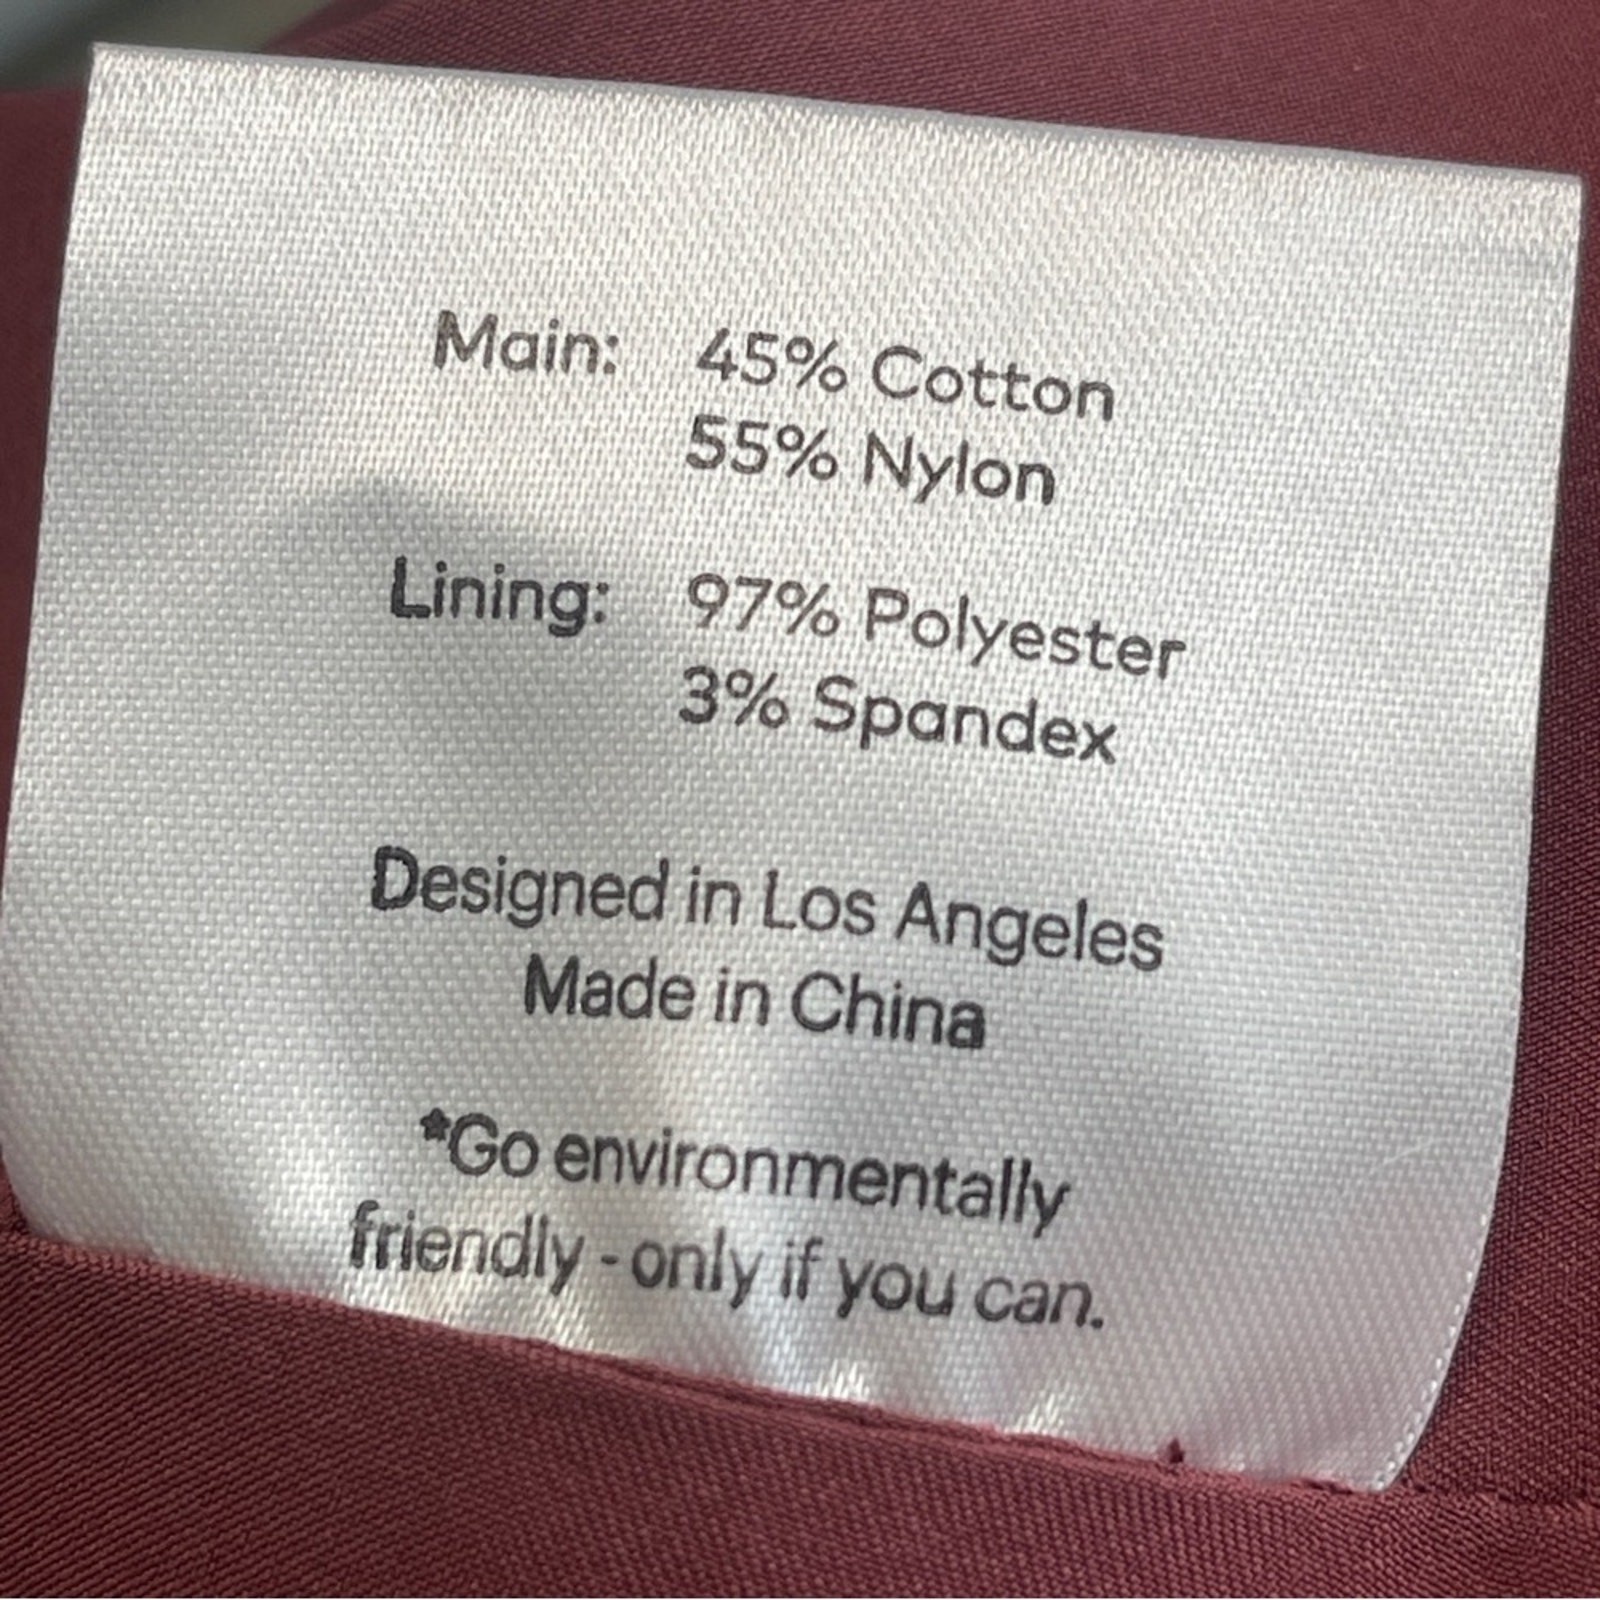 Main: 45% Cotton
55% Nylon
Lining: 97% Polyester
3% Spandex
Designed in Los Angeles
Made in China
*Go environmentally
friendly - only if you can.